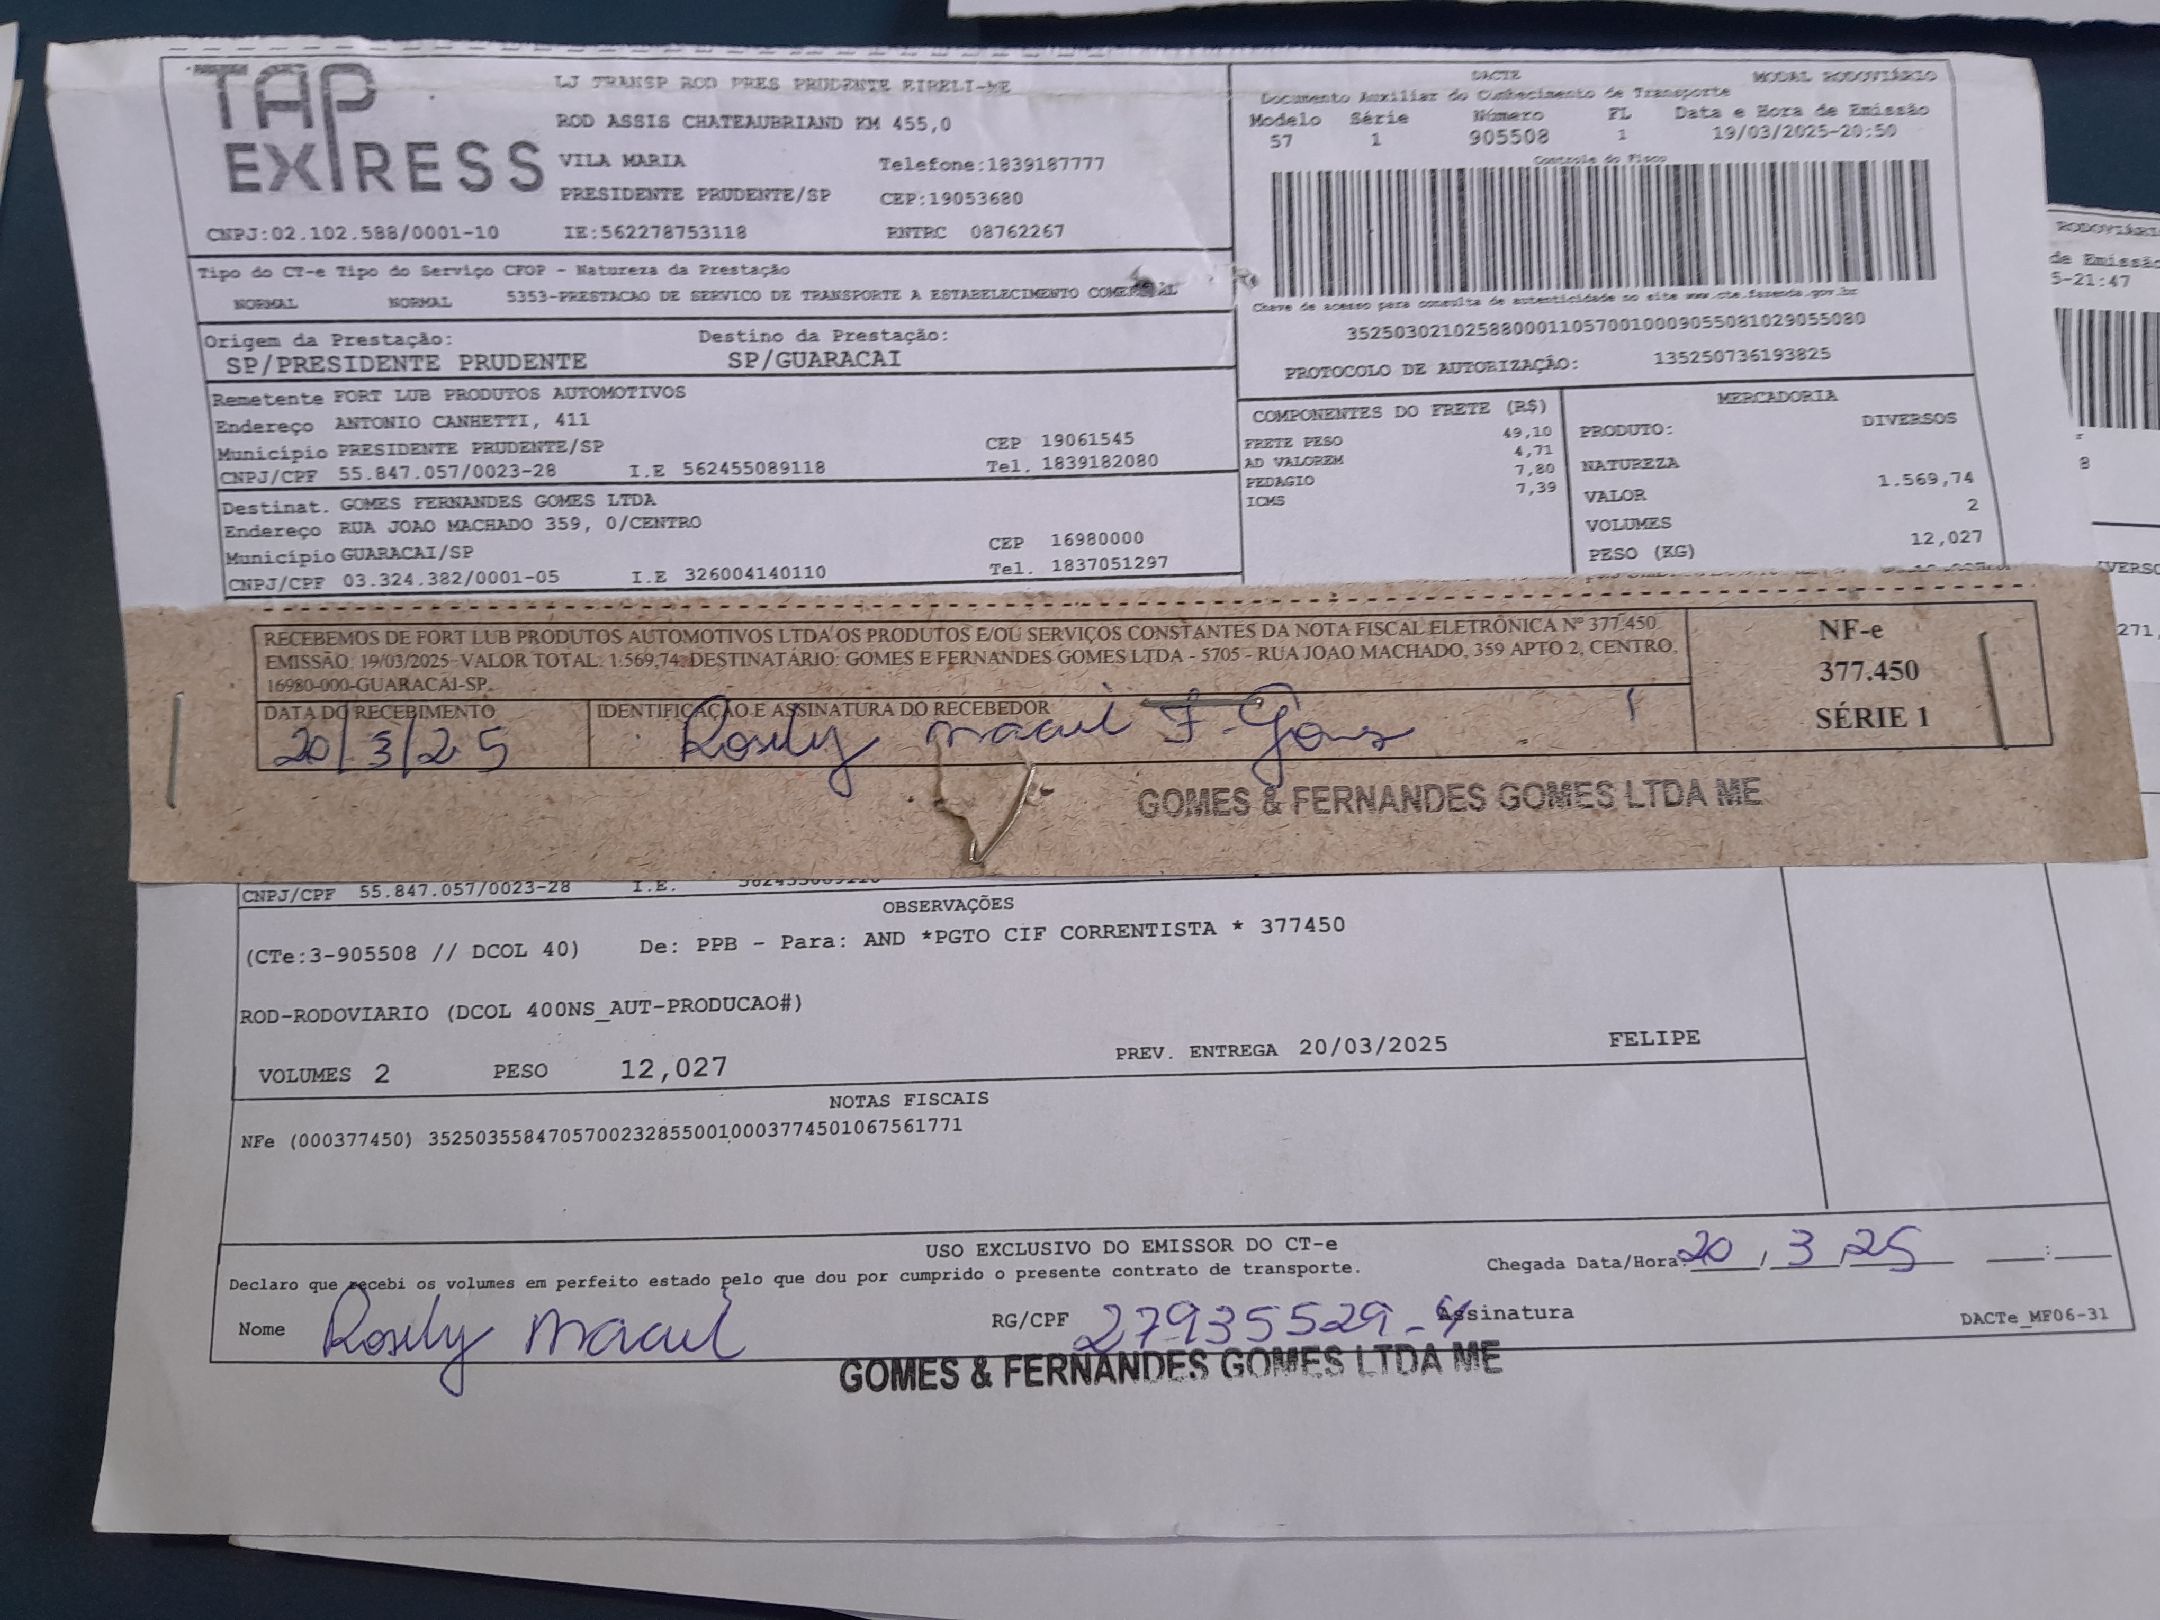 TAP EXPRESS
LJ TRANSP ROD PRES PRUDENTE EIRELI-ME
ROD ASSIS CHATEAUBRIAND KM 455,0
VILA MARIA Telefone:1839187777
PRESIDENTE PRUDENTE/SP CEP:19053680
CNPJ:02.102.588/0001-10 IE:562278753118 RNTRC 08762267
DACTE MODAL RODOVIÁRIO
Documento Auxiliar do Conhecimento de Transporte
Modelo Série Número FL Data e Hora de Emissão
57 1 905508 1 19/03/2025-20:50
Controle do Fisco
Chave de acesso para consulta de autenticidade no site www.cte.fazenda.gov.br
35250302102588000110570010009055081029055080
PROTOCOLO DE AUTORIZAÇÃO: 135250736193825
Tipo do CT-e Tipo do Serviço CFOP - Natureza da Prestação
NORMAL NORMAL 5353-PRESTACAO DE SERVICO DE TRANSPORTE A ESTABELECIMENTO COMERCIAL
Origem da Prestação: Destino da Prestação:
SP/PRESIDENTE PRUDENTE SP/GUARACAI
Remetente FORT LUB PRODUTOS AUTOMOTIVOS
Endereço ANTONIO CANHETTI, 411
Município PRESIDENTE PRUDENTE/SP CEP 19061545
CNPJ/CPF 55.847.057/0023-28 I.E 562455089118 Tel. 1839182080
Destinat. GOMES FERNANDES GOMES LTDA
Endereço RUA JOAO MACHADO 359, 0/CENTRO
Município GUARACAI/SP CEP 16980000
CNPJ/CPF 03.324.382/0001-05 I.E 326004140110 Tel. 1837051297
COMPONENTES DO FRETE (R$)
FRETE PESO 49,10
AD VALOREM 4,71
PEDAGIO 7,80
ICMS 7,39
MERCADORIA
PRODUTO: DIVERSOS
NATUREZA
VALOR 1.569,74
VOLUMES 2
PESO (KG) 12,027
RECEBEMOS DE FORT LUB PRODUTOS AUTOMOTIVOS LTDA OS PRODUTOS E/OU SERVIÇOS CONSTANTES DA NOTA FISCAL ELETRÔNICA Nº 377.450
EMISSÃO: 19/03/2025-VALOR TOTAL: 1.569,74. DESTINATÁRIO: GOMES E FERNANDES GOMES LTDA - 5705 - RUA JOAO MACHADO, 359 APTO 2, CENTRO,
16980-000-GUARACAI-SP.
DATA DO RECEBIMENTO IDENTIFICAÇÃO E ASSINATURA DO RECEBEDOR
20/3/25 Rosely Maciel F. Gomes
NF-e
377.450
SÉRIE 1
GOMES & FERNANDES GOMES LTDA ME
CNPJ/CPF 55.847.057/0023-28 I.E. 562455089118
OBSERVAÇÕES
(CTe:3-905508 // DCOL 40) De: PPB - Para: AND *PGTO CIF CORRENTISTA * 377450
ROD-RODOVIARIO (DCOL 400NS_AUT-PRODUCAO#)
VOLUMES 2 PESO 12,027 PREV. ENTREGA 20/03/2025 FELIPE
NOTAS FISCAIS
NFe (000377450) 35250355847057002328550010003774501067561771
USO EXCLUSIVO DO EMISSOR DO CT-e
Declaro que recebi os volumes em perfeito estado pelo que dou por cumprido o presente contrato de transporte.
Chegada Data/Hora: 20/3/25 __:__
Nome Rosely Maciel RG/CPF 27935529-4 Assinatura DACTe_MF06-31
GOMES & FERNANDES GOMES LTDA ME
RODOVIÁRI
de Emissão
5-21:47
8
271,